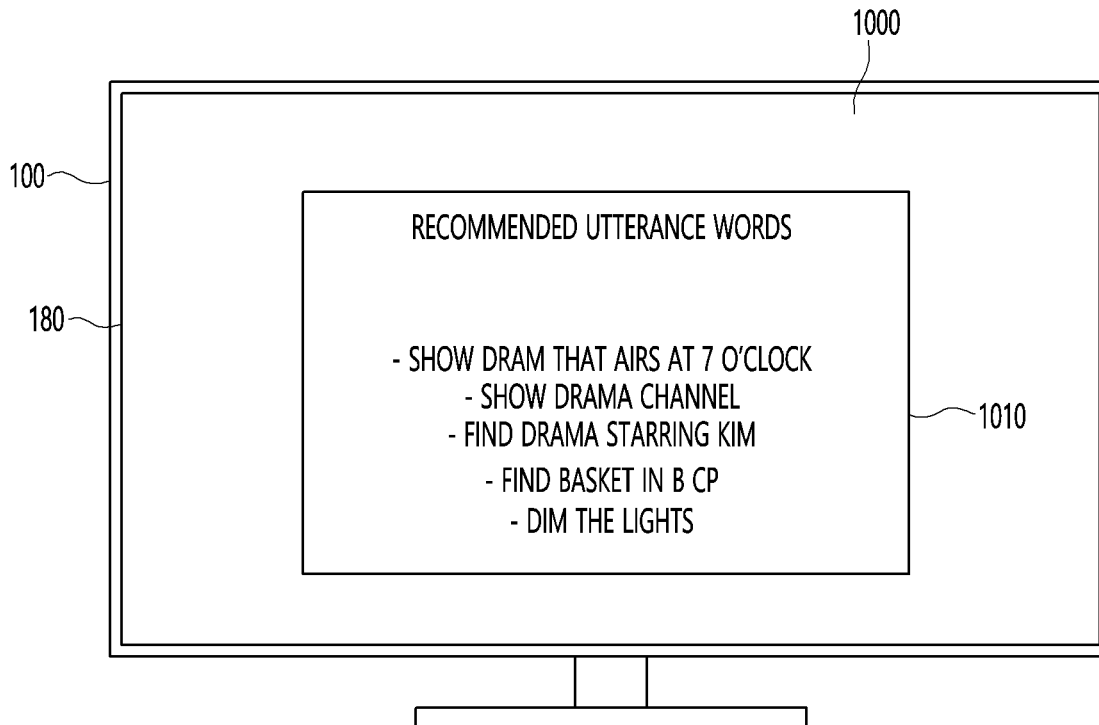 1000
100
RECOMMENDED UTTERANCE WORDS
180
- SHOW DRAM THAT AIRS AT 7 O'CLOCK
- SHOW DRAMA CHANNEL
- FIND DRAMA STARRING KIM
1010
- FIND BASKET IN B CP
- DIM THE LIGHTS